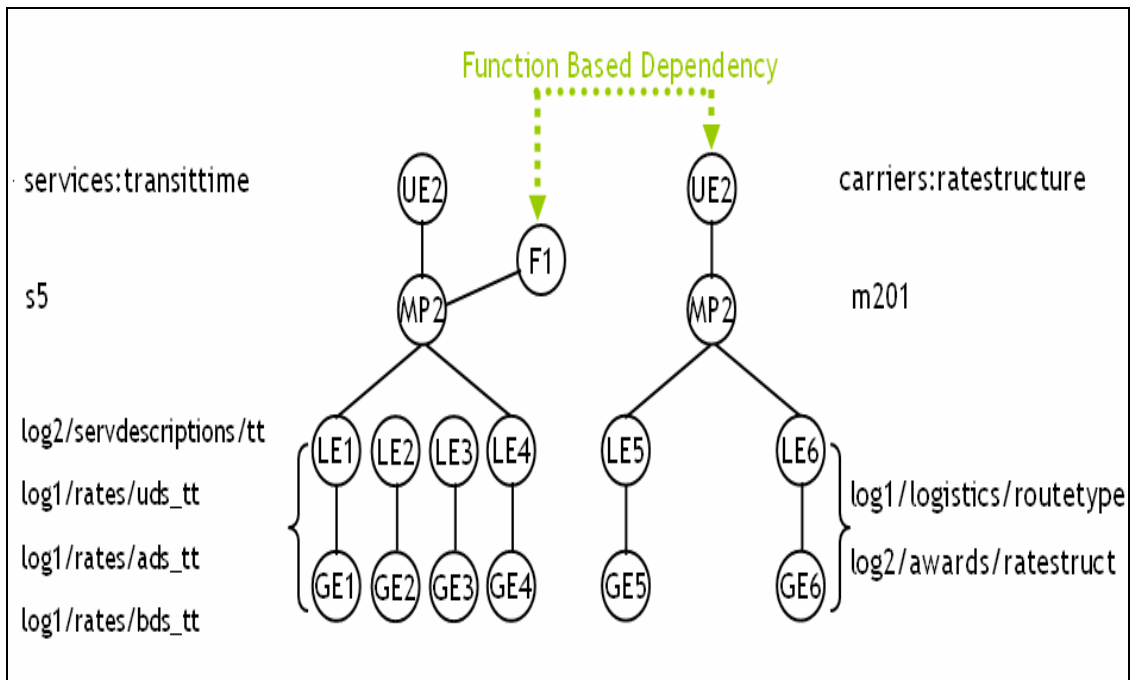 Function Based Dependency
services:transittime
UE2
UE2
carriers:ratestructure
F1
s5
MP2
MP2
m201
log2/servdescriptions/tt
LE1
LE2
LE3
LE4
LE5
LE6
log1/rates/uds_tt
log1/logistics/routetype
log1/rates/ads_tt
log2/awards/ratestruct
GE1
GE2
GE3
GE4
GE5
GE6
log1/rates/bds_tt